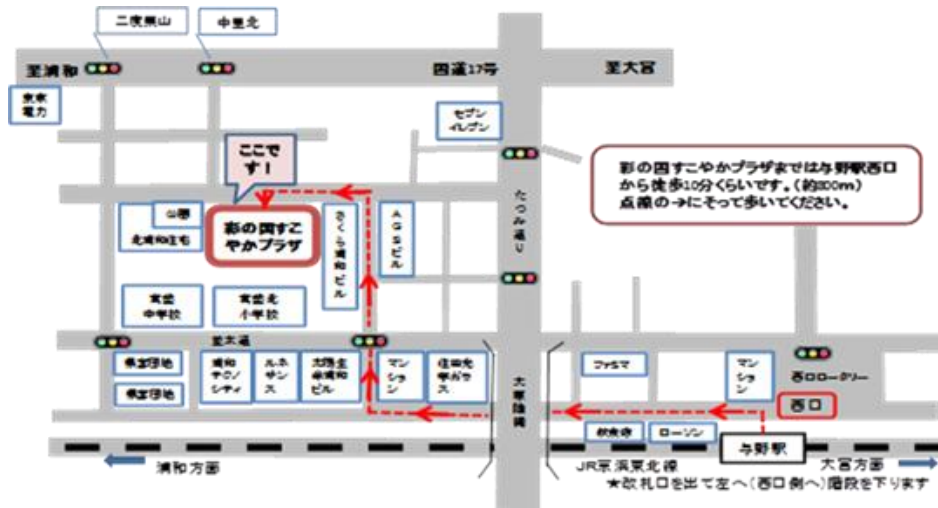 二度栗山
中里北
至浦和
国道17号
至大宮
東京
電力
セブン
イレブン
ここで
す!
彩の国すこやかプラザまでは与野駅西口
から徒歩10分くらいです。(約800m)
点線の→にそって歩いてください。
公園
北浦和住宅
彩の国すこ
やかプラザ
さくら浦和ビル
AGSビル
たつみ通り
常盤
中学校
常盤北
小学校
県営団地
県営団地
浦和
テクノ
シティ
ルネ
サンス
太陽生
命浦和
ビル
マン
ション
住田光
学ガラス
大原陸橋
ファミマ
マン
ション
西口ロータリー
西口
飲食店
ローソン
与野駅
浦和方面
JR京浜東北線
大宮方面
★改札口を出て左へ(西口側へ)階段を下ります